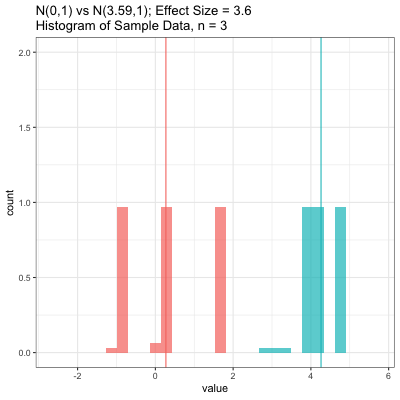 N(0,1) vs N(3.59,1); Effect Size = 3.6
Histogram of Sample Data, n = 3
2.0
1.5
count
1.0
0.5
0.0
-2 0 2 4 6
value